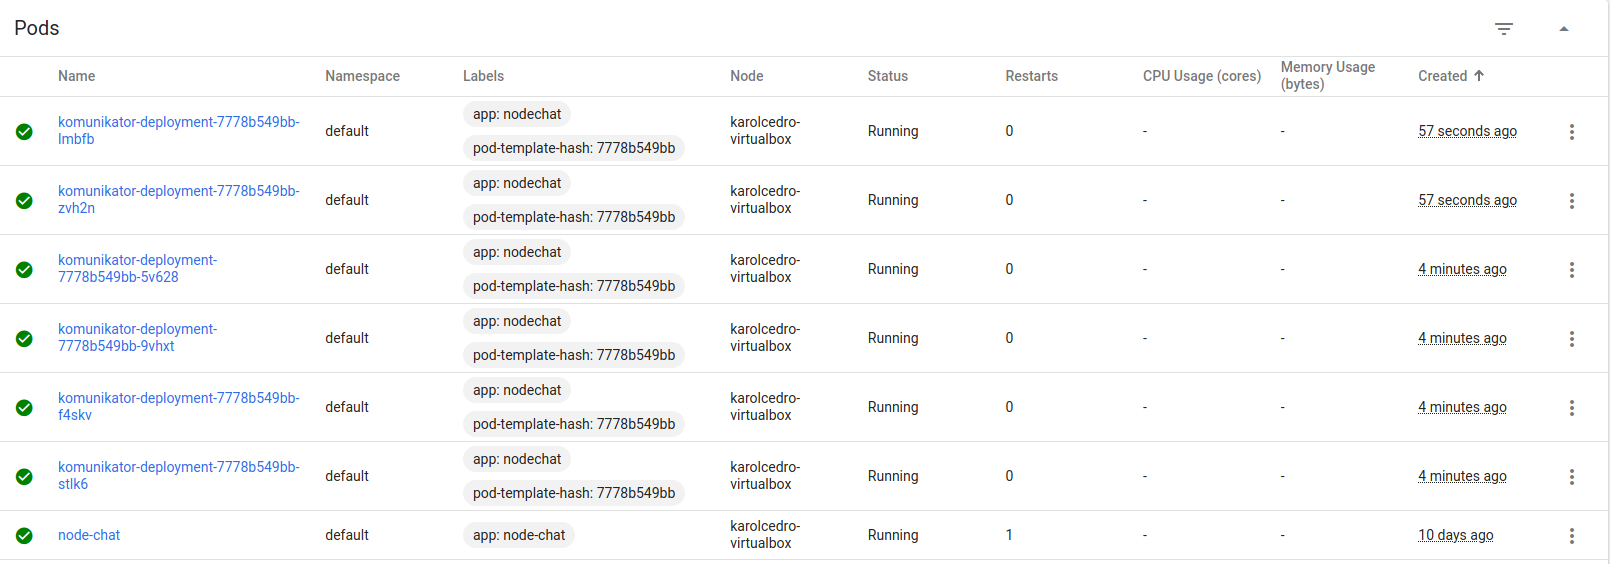 Pods
Name Namespace Labels Node Status Restarts CPU Usage (cores) Memory Usage (bytes) Created
komunikator-deployment-7778b549bb-lmbfb default app: nodechat pod-template-hash: 7778b549bb karolcedro-virtualbox Running 0 - - 57 seconds ago
komunikator-deployment-7778b549bb-zvh2n default app: nodechat pod-template-hash: 7778b549bb karolcedro-virtualbox Running 0 - - 57 seconds ago
komunikator-deployment-7778b549bb-5v628 default app: nodechat pod-template-hash: 7778b549bb karolcedro-virtualbox Running 0 - - 4 minutes ago
komunikator-deployment-7778b549bb-9vhxt default app: nodechat pod-template-hash: 7778b549bb karolcedro-virtualbox Running 0 - - 4 minutes ago
komunikator-deployment-7778b549bb-f4skv default app: nodechat pod-template-hash: 7778b549bb karolcedro-virtualbox Running 0 - - 4 minutes ago
komunikator-deployment-7778b549bb-stlk6 default app: nodechat pod-template-hash: 7778b549bb karolcedro-virtualbox Running 0 - - 4 minutes ago
node-chat default app: node-chat karolcedro-virtualbox Running 1 - - 10 days ago